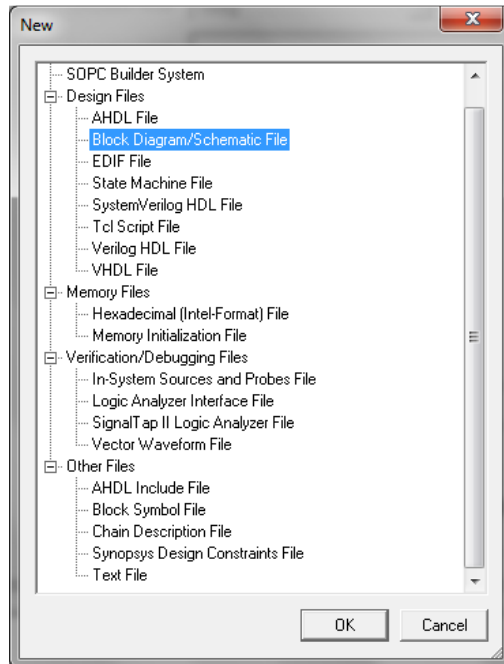 New
SOPC Builder System
Design Files
AHDL File
Block Diagram/Schematic File
EDIF File
State Machine File
SystemVerilog HDL File
Tcl Script File
Verilog HDL File
VHDL File
Memory Files
Hexadecimal (Intel-Format) File
Memory Initialization File
Verification/Debugging Files
In-System Sources and Probes File
Logic Analyzer Interface File
SignalTap II Logic Analyzer File
Vector Waveform File
Other Files
AHDL Include File
Block Symbol File
Chain Description File
Synopsys Design Constraints File
Text File
OK Cancel